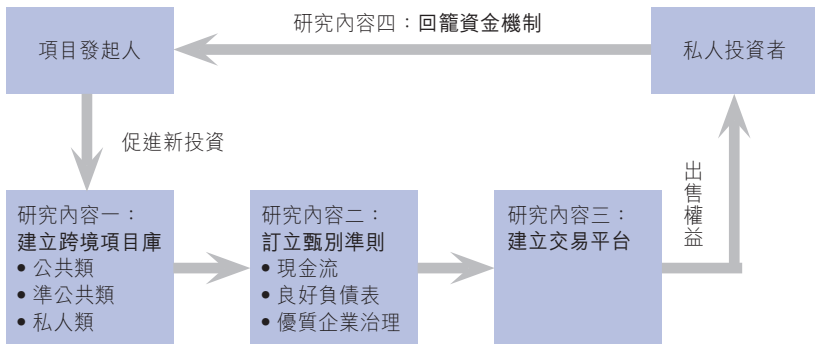 研究內容四：回籠資金機制
項目發起人
私人投資者
促進新投資
出售權益
研究內容一：
建立跨境項目庫
• 公共類
• 準公共類
• 私人類
研究內容二：
訂立甄別準則
• 現金流
• 良好負債表
• 優質企業治理
研究內容三：
建立交易平台